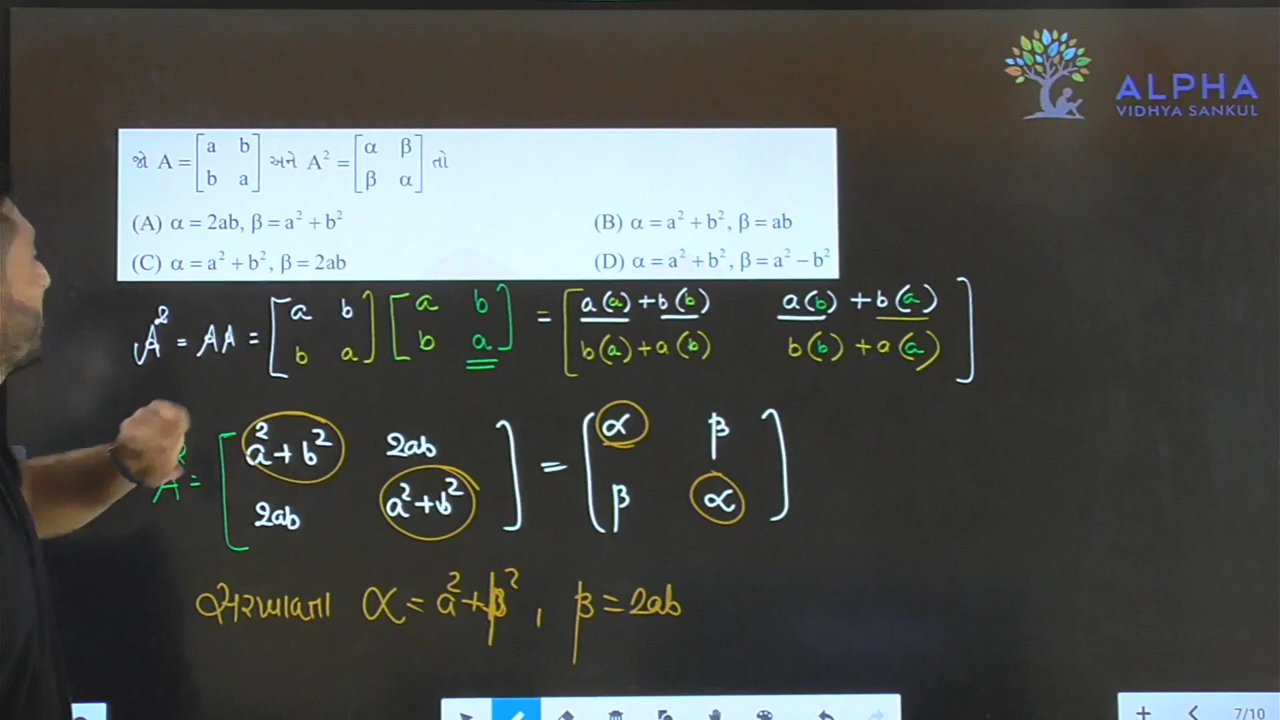 ALPHA
VIDHYA SANKUL
જો A = [a b; b a] અને A² = [α β; β α] તો
(A) α = 2ab, β = a² + b² (B) α = a² + b², β = ab
(C) α = a² + b², β = 2ab (D) α = a² + b², β = a² − b²
A² = AA = [a b; b a] [a b; b a] = [a(a) + b(b) a(b) + b(a); b(a) + a(b) b(b) + a(a)]
A² = [a² + b² 2ab; 2ab a² + b²] = [α β; β α]
સરખાવતા α = a² + β², β = 2ab
7/10